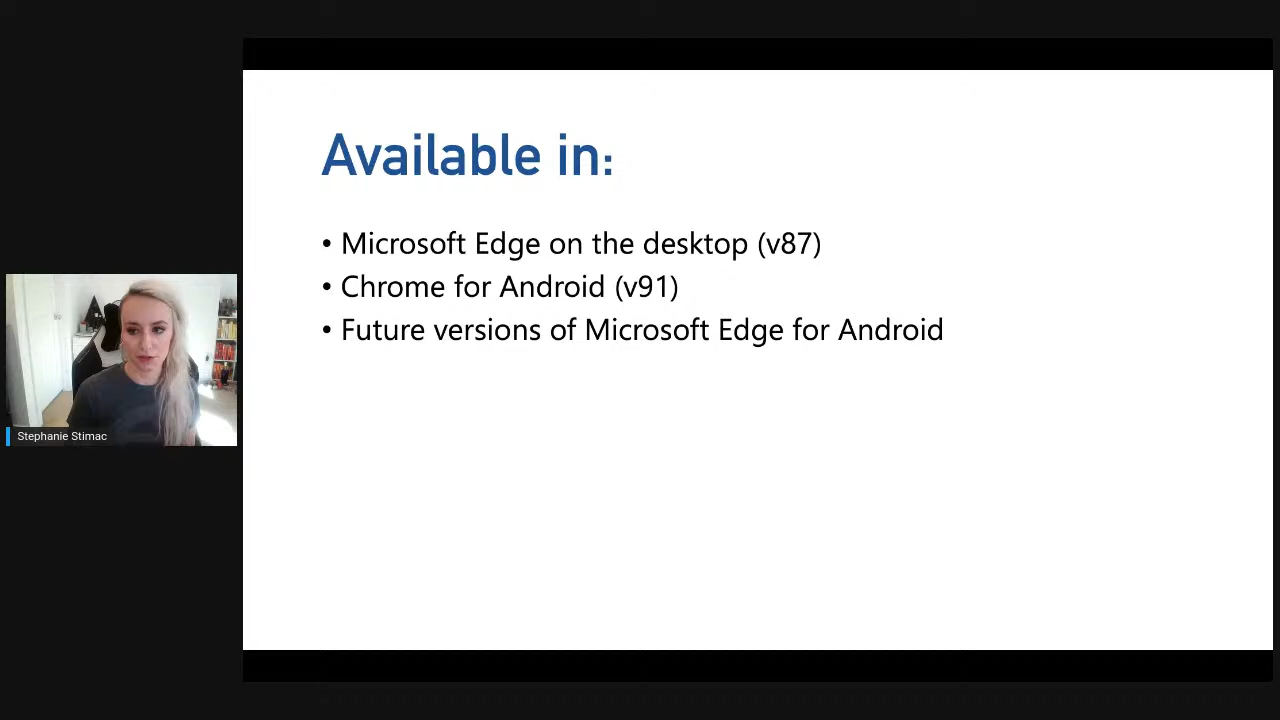 Available in:
• Microsoft Edge on the desktop (v87)
• Chrome for Android (v91)
• Future versions of Microsoft Edge for Android
Stephanie Stimac